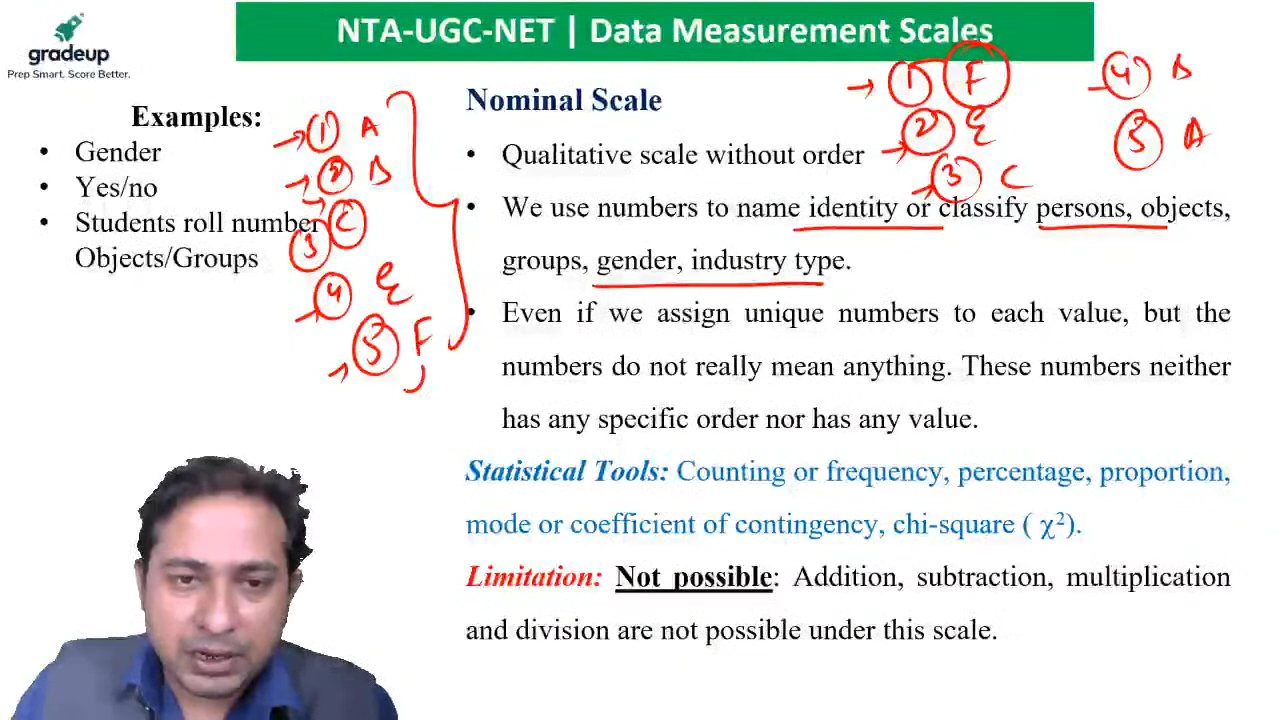 NTA-UGC-NET | Data Measurement Scales
gradeup
Prep Smart. Score Better.
Examples:
• Gender
• Yes/no
• Students roll number
Objects/Groups
1 A
2 B
3 C
4 E
5 F
1 F
2 E
3 C
4 B
5 A
Nominal Scale
• Qualitative scale without order
• We use numbers to name identity or classify persons, objects,
groups, gender, industry type.
• Even if we assign unique numbers to each value, but the
numbers do not really mean anything. These numbers neither
has any specific order nor has any value.
Statistical Tools: Counting or frequency, percentage, proportion,
mode or coefficient of contingency, chi-square ( χ²).
Limitation: Not possible: Addition, subtraction, multiplication
and division are not possible under this scale.